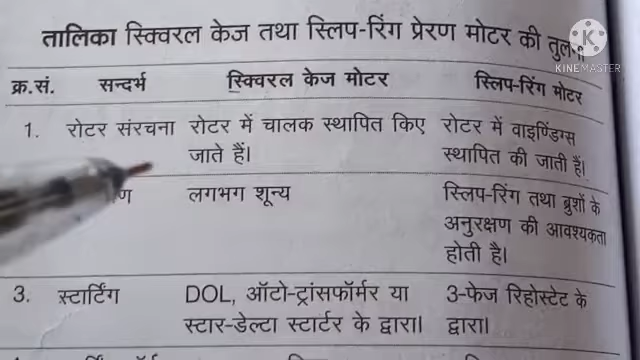 तालिका स्क्विरल केज तथा स्लिप-रिंग प्रेरण मोटर की
KINEMASTER
क्र.सं. सन्दर्भ स्क्विरल केज मोटर स्लिप-रिंग मोटर
1. रोटर संरचना रोटर में चालक स्थापित किए रोटर में वाइण्डिंग्स
जाते हैं। स्थापित की जाती हैं।
लगभग शून्य स्लिप-रिंग तथा ब्रुशों के
अनुरक्षण की आवश्यकता
होती है।
3. स्टार्टिंग DOL, ऑटो-ट्रांसफॉर्मर या 3-फेज रिहोस्टेट के
स्टार-डेल्टा स्टार्टर के द्वारा। द्वारा।